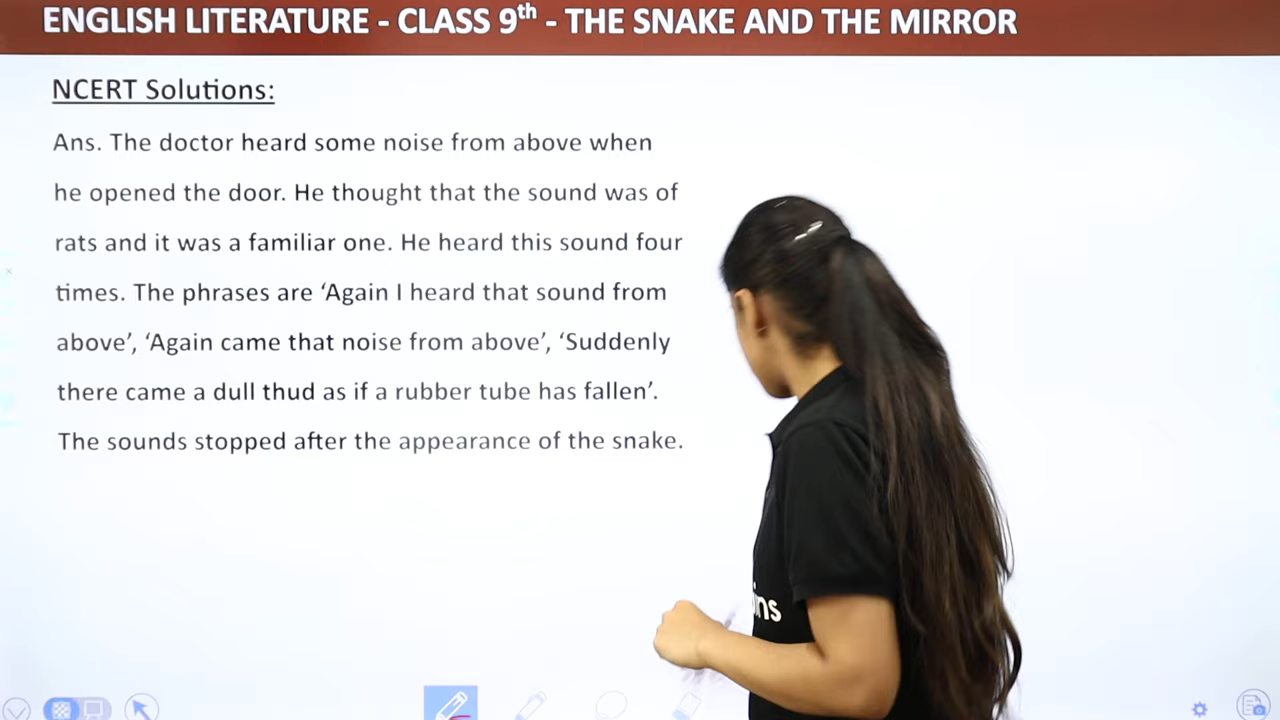 ENGLISH LITERATURE - CLASS 9th - THE SNAKE AND THE MIRROR
NCERT Solutions:
Ans. The doctor heard some noise from above when
he opened the door. He thought that the sound was of
rats and it was a familiar one. He heard this sound four
times. The phrases are ‘Again I heard that sound from
above’, ‘Again came that noise from above’, ‘Suddenly
there came a dull thud as if a rubber tube has fallen’.
The sounds stopped after the appearance of the snake.